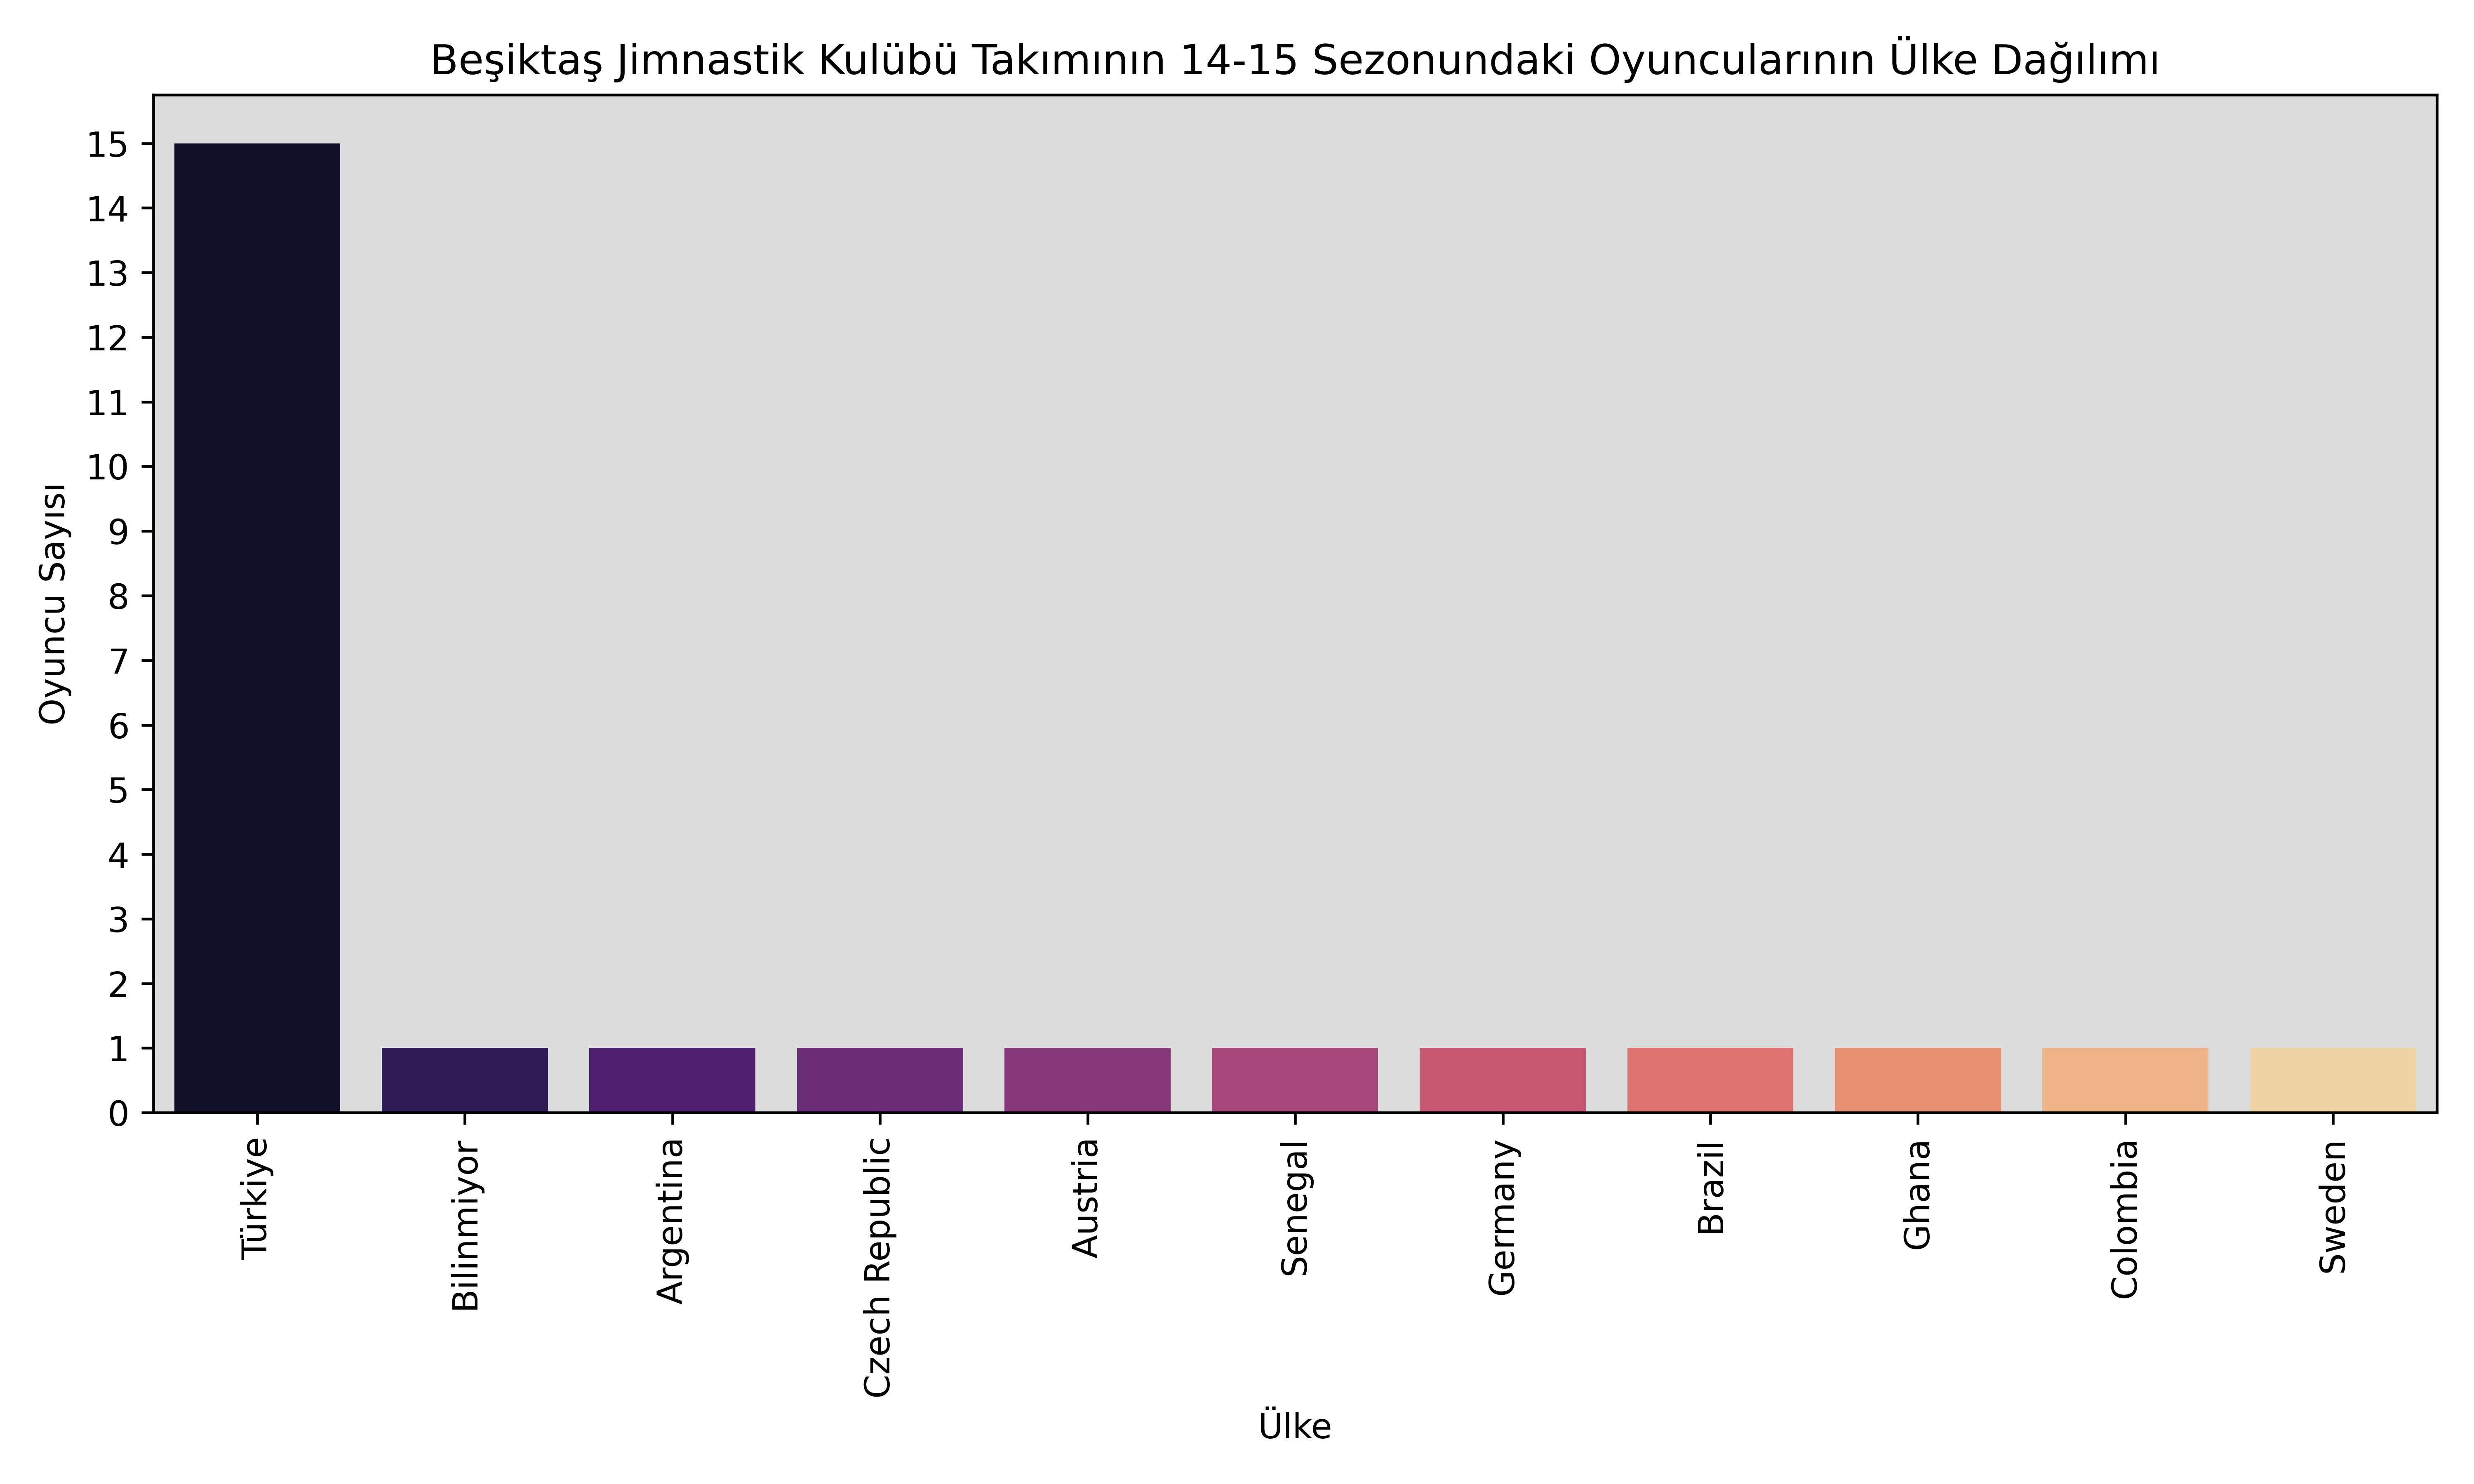 Beşiktaş Jimnastik Kulübü Takımının 14-15 Sezonundaki Oyuncularının Ülke Dağılımı
Oyuncu Sayısı
15
14
13
12
11
10
9
8
7
6
5
4
3
2
1
0
Türkiye
Bilinmiyor
Argentina
Czech Republic
Austria
Senegal
Germany
Brazil
Ghana
Colombia
Sweden
Ülke